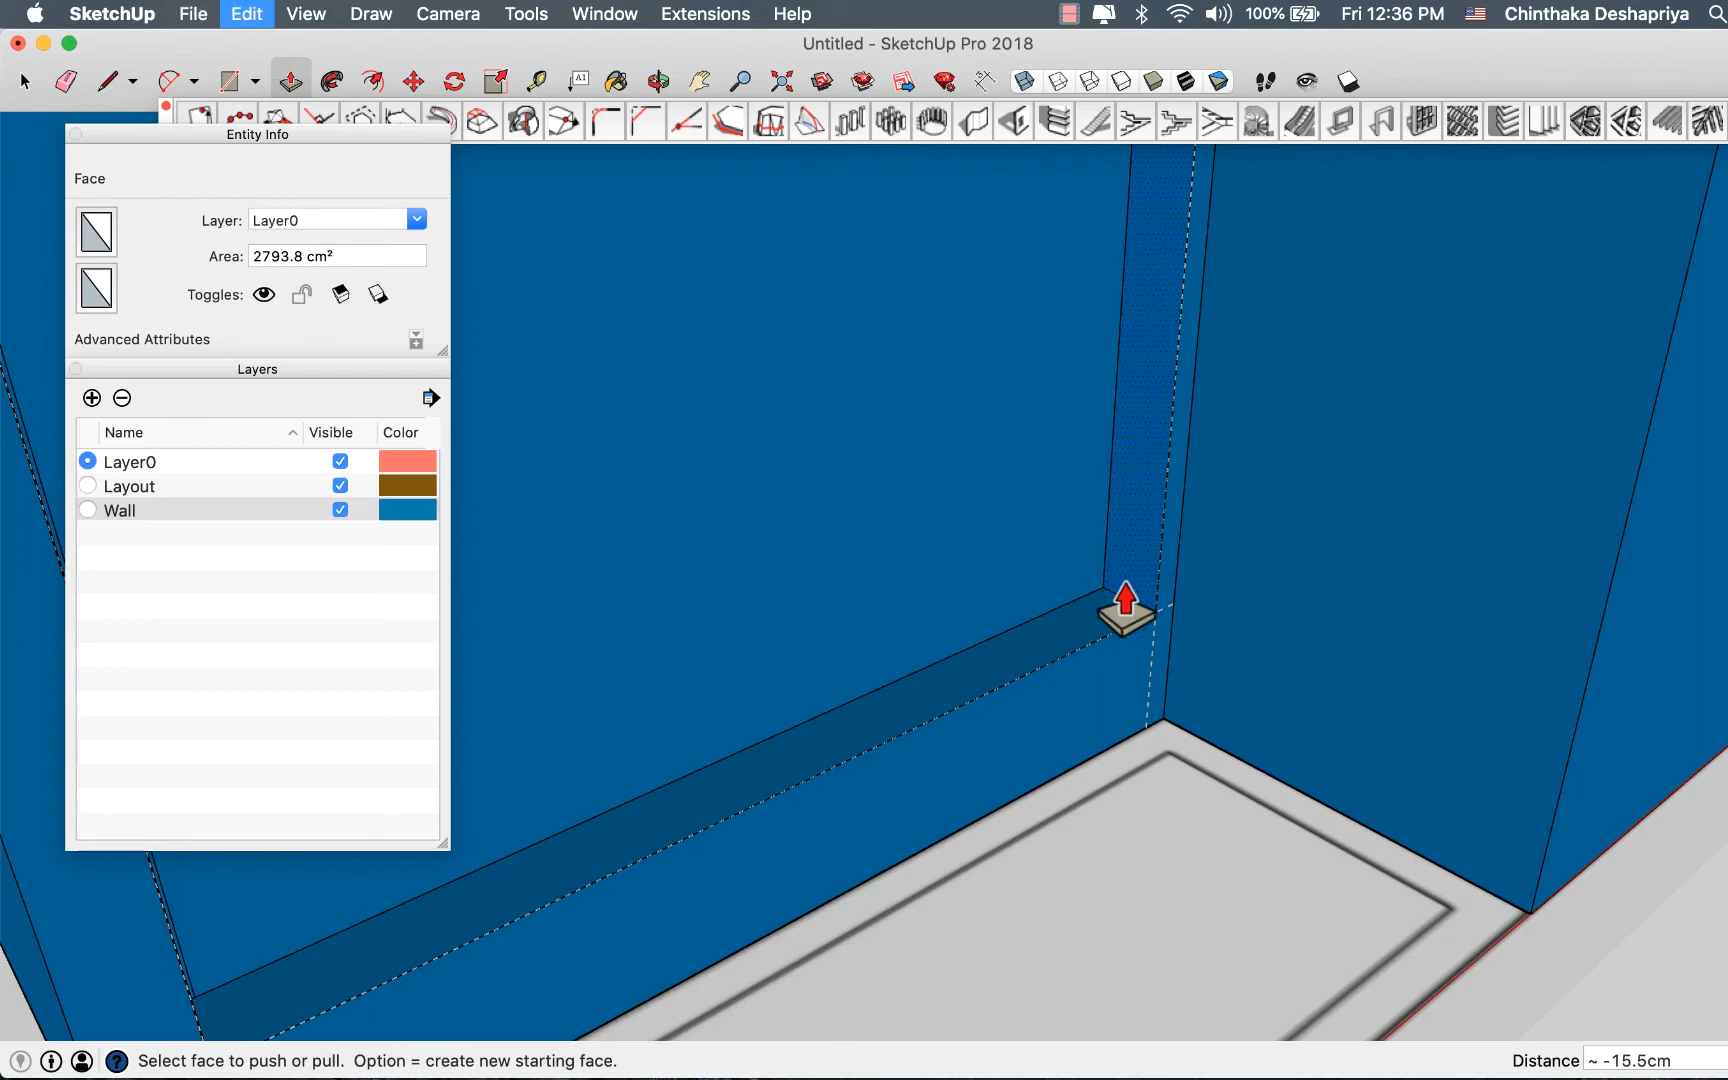 SketchUp File Edit View Draw Camera Tools Window Extensions Help 100% Fri 12:36 PM Chinthaka Deshapriya
Untitled - SketchUp Pro 2018
A1
Entity Info
Face
Layer: Layer0
Area: 2793.8 cm²
Toggles:
Advanced Attributes
Layers
Name Visible Color
Layer0
Layout
Wall
Select face to push or pull. Option = create new starting face.
Distance ~ -15.5cm